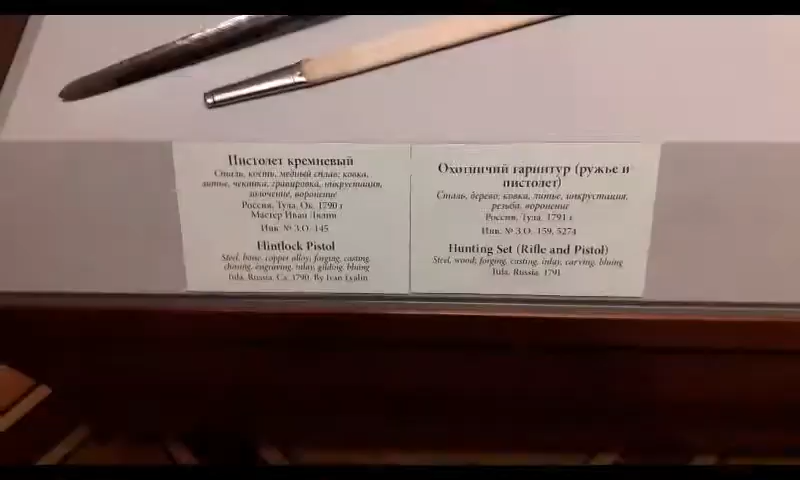 Пистолет кремневый
Сталь, кость, медный сплав; ковка,
литье, чеканка, гравировка, инкрустация,
золочение, воронение
Россия, Тула. Ок. 1790 г
Мастер Иван Лялин
Инв. № З.О. 145
Flintlock Pistol
Steel, bone, copper alloy; forging, casting,
chasing, engraving, inlay, gilding, bluing
Tula, Russia. Ca. 1790. By Ivan Lyalin
Охотничий гарнитур (ружье и
пистолет)
Сталь, дерево; ковка, литье, инкрустация,
резьба, воронение
Россия, Тула. 1791 г
Инв. № З.О. 159, 5274
Hunting Set (Rifle and Pistol)
Steel, wood; forging, casting, inlay, carving, bluing
Tula, Russia. 1791